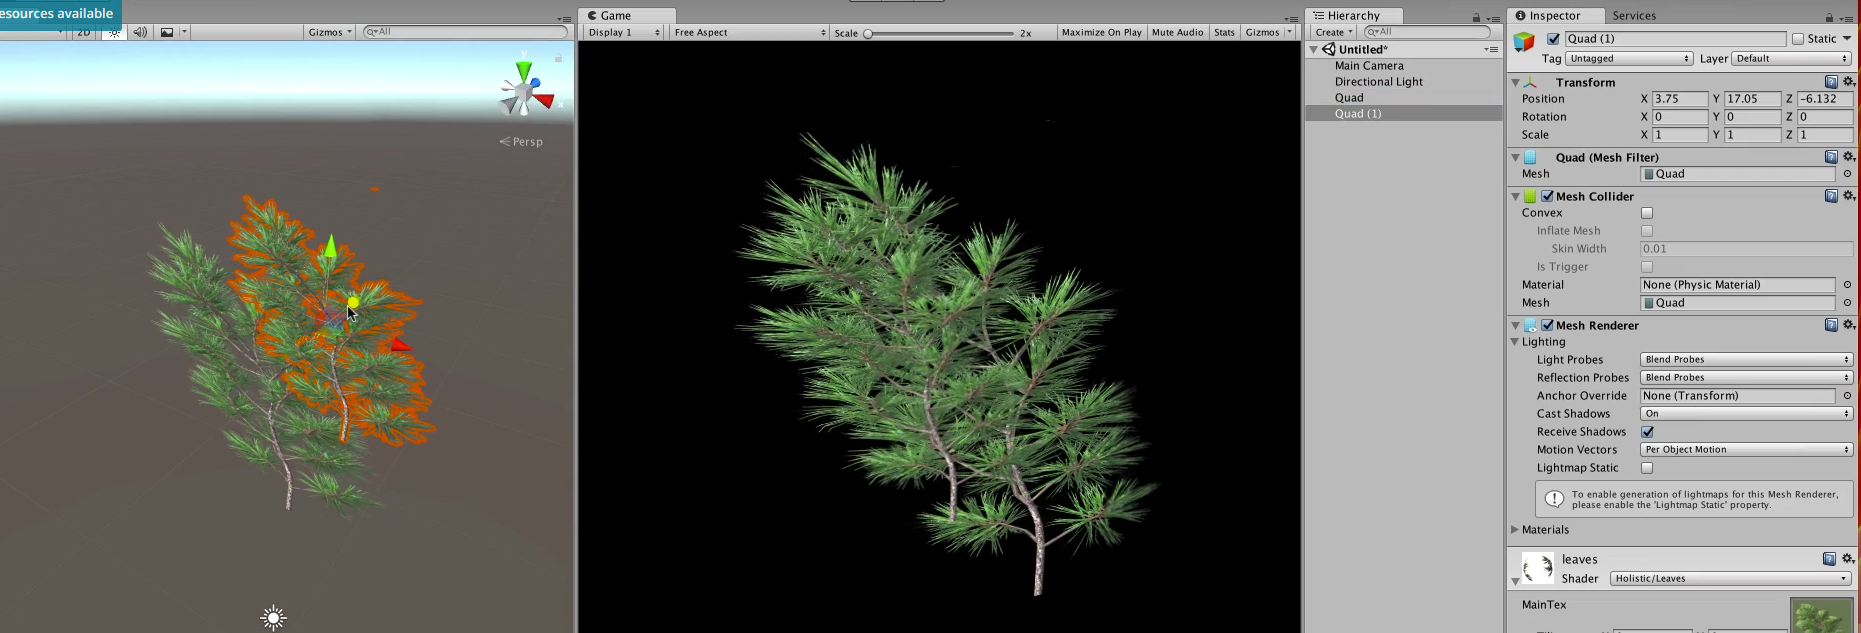 esources available
2D
Gizmos
All
Persp
y
x
Game
Display 1
Free Aspect
Scale
2x
Maximize On Play
Mute Audio
Stats
Gizmos
Hierarchy
Create
All
Untitled*
Main Camera
Directional Light
Quad
Quad (1)
Inspector
Services
Quad (1)
Static
Tag Untagged Layer Default
Transform
Position X 3.75 Y 17.05 Z -6.132
Rotation X 0 Y 0 Z 0
Scale X 1 Y 1 Z 1
Quad (Mesh Filter)
Mesh Quad
Mesh Collider
Convex
Inflate Mesh
Skin Width 0.01
Is Trigger
Material None (Physic Material)
Mesh Quad
Mesh Renderer
Lighting
Light Probes Blend Probes
Reflection Probes Blend Probes
Anchor Override None (Transform)
Cast Shadows On
Receive Shadows
Motion Vectors Per Object Motion
Lightmap Static
To enable generation of lightmaps for this Mesh Renderer,
please enable the 'Lightmap Static' property.
Materials
leaves
Shader Holistic/Leaves
MainTex